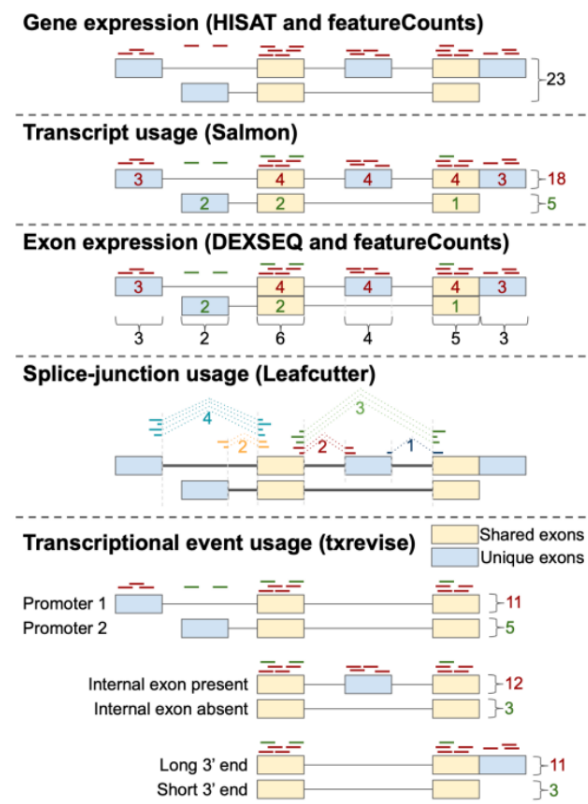 Gene expression (HISAT and featureCounts)
23
Transcript usage (Salmon)
3 4 4 4 3 18
2 2 1 5
Exon expression (DEXSEQ and featureCounts)
3 4 4 4 3
2 2 1
3 2 6 4 5 3
Splice-junction usage (Leafcutter)
3
4
2 2 1
Shared exons
Transcriptional event usage (txrevise)
Unique exons
Promoter 1 11
Promoter 2 5
Internal exon present 12
Internal exon absent 3
Long 3' end 11
Short 3' end 3